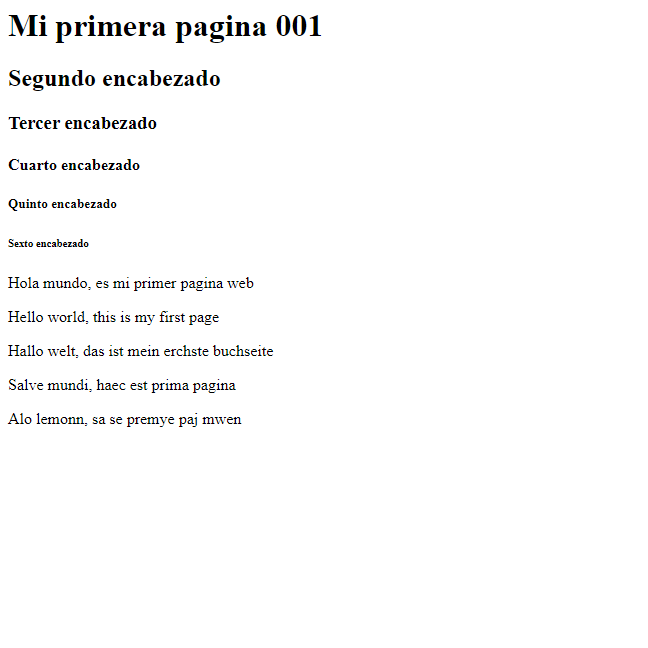 Mi primera pagina 001
Segundo encabezado
Tercer encabezado
Cuarto encabezado
Quinto encabezado
Sexto encabezado
Hola mundo, es mi primer pagina web
Hello world, this is my first page
Hallo welt, das ist mein erchste buchseite
Salve mundi, haec est prima pagina
Alo lemonn, sa se premye paj mwen